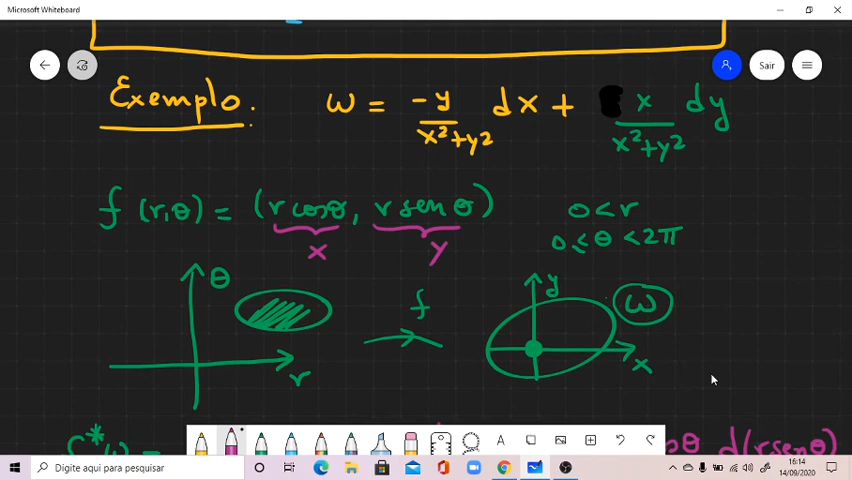 Microsoft Whiteboard
Sair
Exemplo. ω = -y/x²+y² dx + x/x²+y² dy
f (r,θ) = (r cosθ, r sen θ) 0 < r
x y 0 ≤ θ < 2π
θ f y ω
r x
f*ω = θ d(r senθ)
A
Digite aqui para pesquisar
16:14
14/09/2020